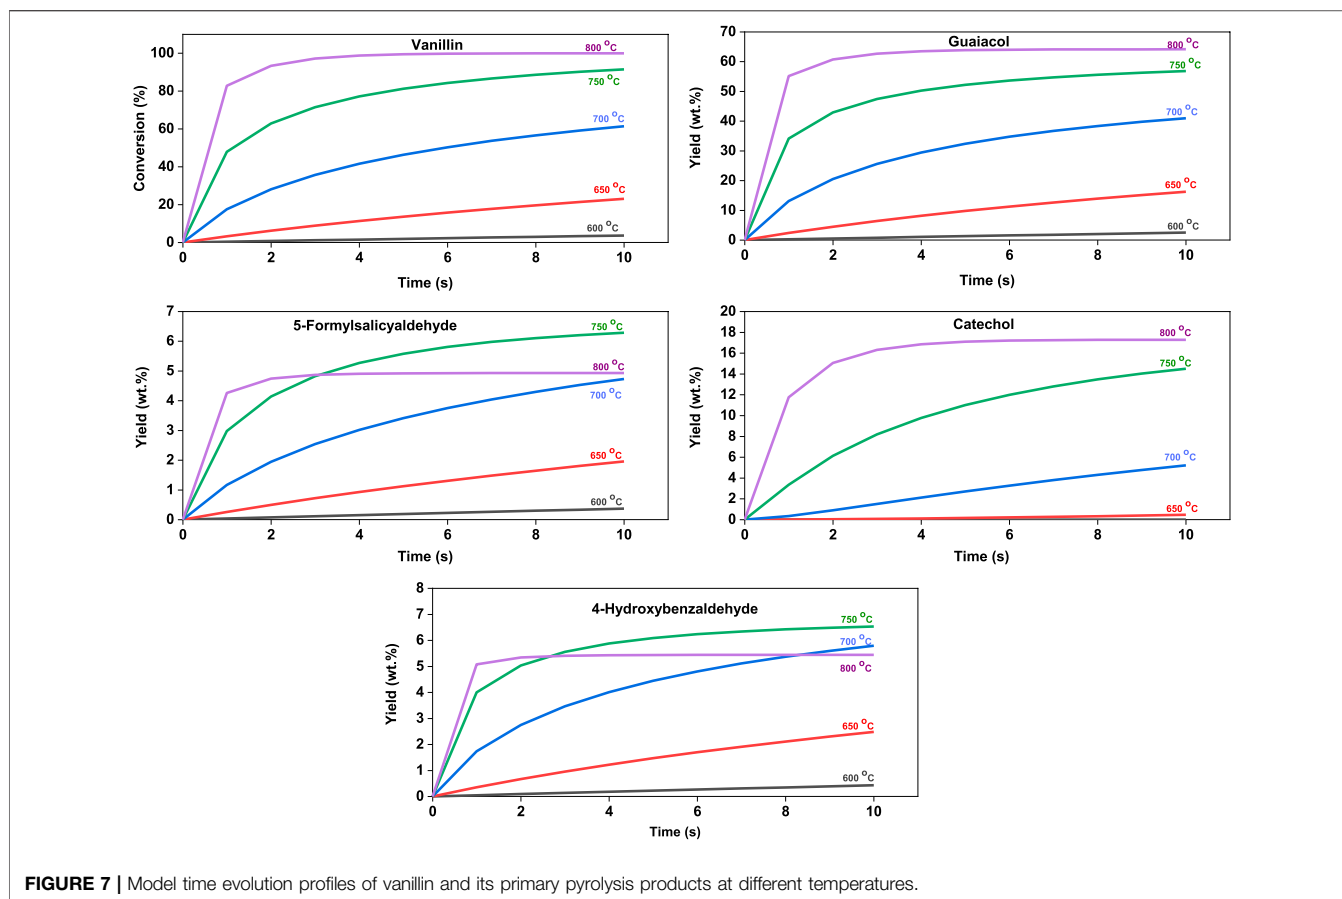 Vanillin
Conversion (%)
100
80
60
40
20
0
800 °C
750 °C
700 °C
650 °C
600 °C
0 2 4 6 8 10
Time (s)
Guaiacol
Yield (wt.%)
70
60
50
40
30
20
10
0
800 °C
750 °C
700 °C
650 °C
600 °C
0 2 4 6 8 10
Time (s)
5-Formylsalicyaldehyde
Yield (wt.%)
7
6
5
4
3
2
1
0
750 °C
800 °C
700 °C
650 °C
600 °C
0 2 4 6 8 10
Time (s)
Catechol
Yield (wt.%)
20
18
16
14
12
10
8
6
4
2
0
800 °C
750 °C
700 °C
650 °C
0 2 4 6 8 10
Time (s)
4-Hydroxybenzaldehyde
Yield (wt.%)
8
7
6
5
4
3
2
1
0
750 °C
700 °C
800 °C
650 °C
600 °C
0 2 4 6 8 10
Time (s)
FIGURE 7 | Model time evolution profiles of vanillin and its primary pyrolysis products at different temperatures.